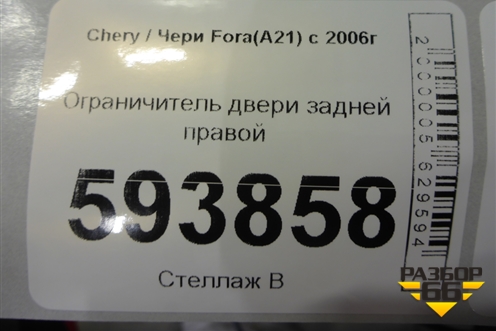 Chery / Чери Fora(A21) с 2006г
Ограничитель двери задней
правой
593858
Стеллаж В
2000005629594
РАЗБОР
66